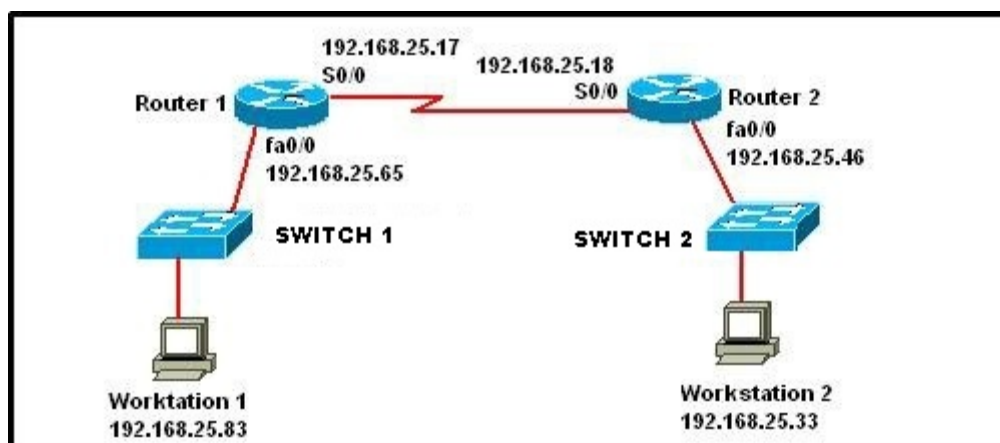 192.168.25.17
S0/0
192.168.25.18
S0/0
Router 1
Router 2
fa0/0
192.168.25.65
fa0/0
192.168.25.46
SWITCH 1
SWITCH 2
Worktation 1
192.168.25.83
Workstation 2
192.168.25.33